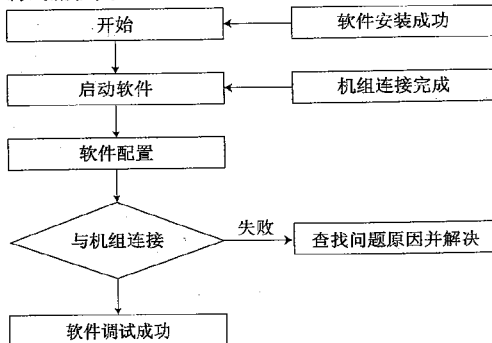 开始
软件安装成功
启动软件
机组连接完成
软件配置
与机组连接
失败
查找问题原因并解决
软件调试成功